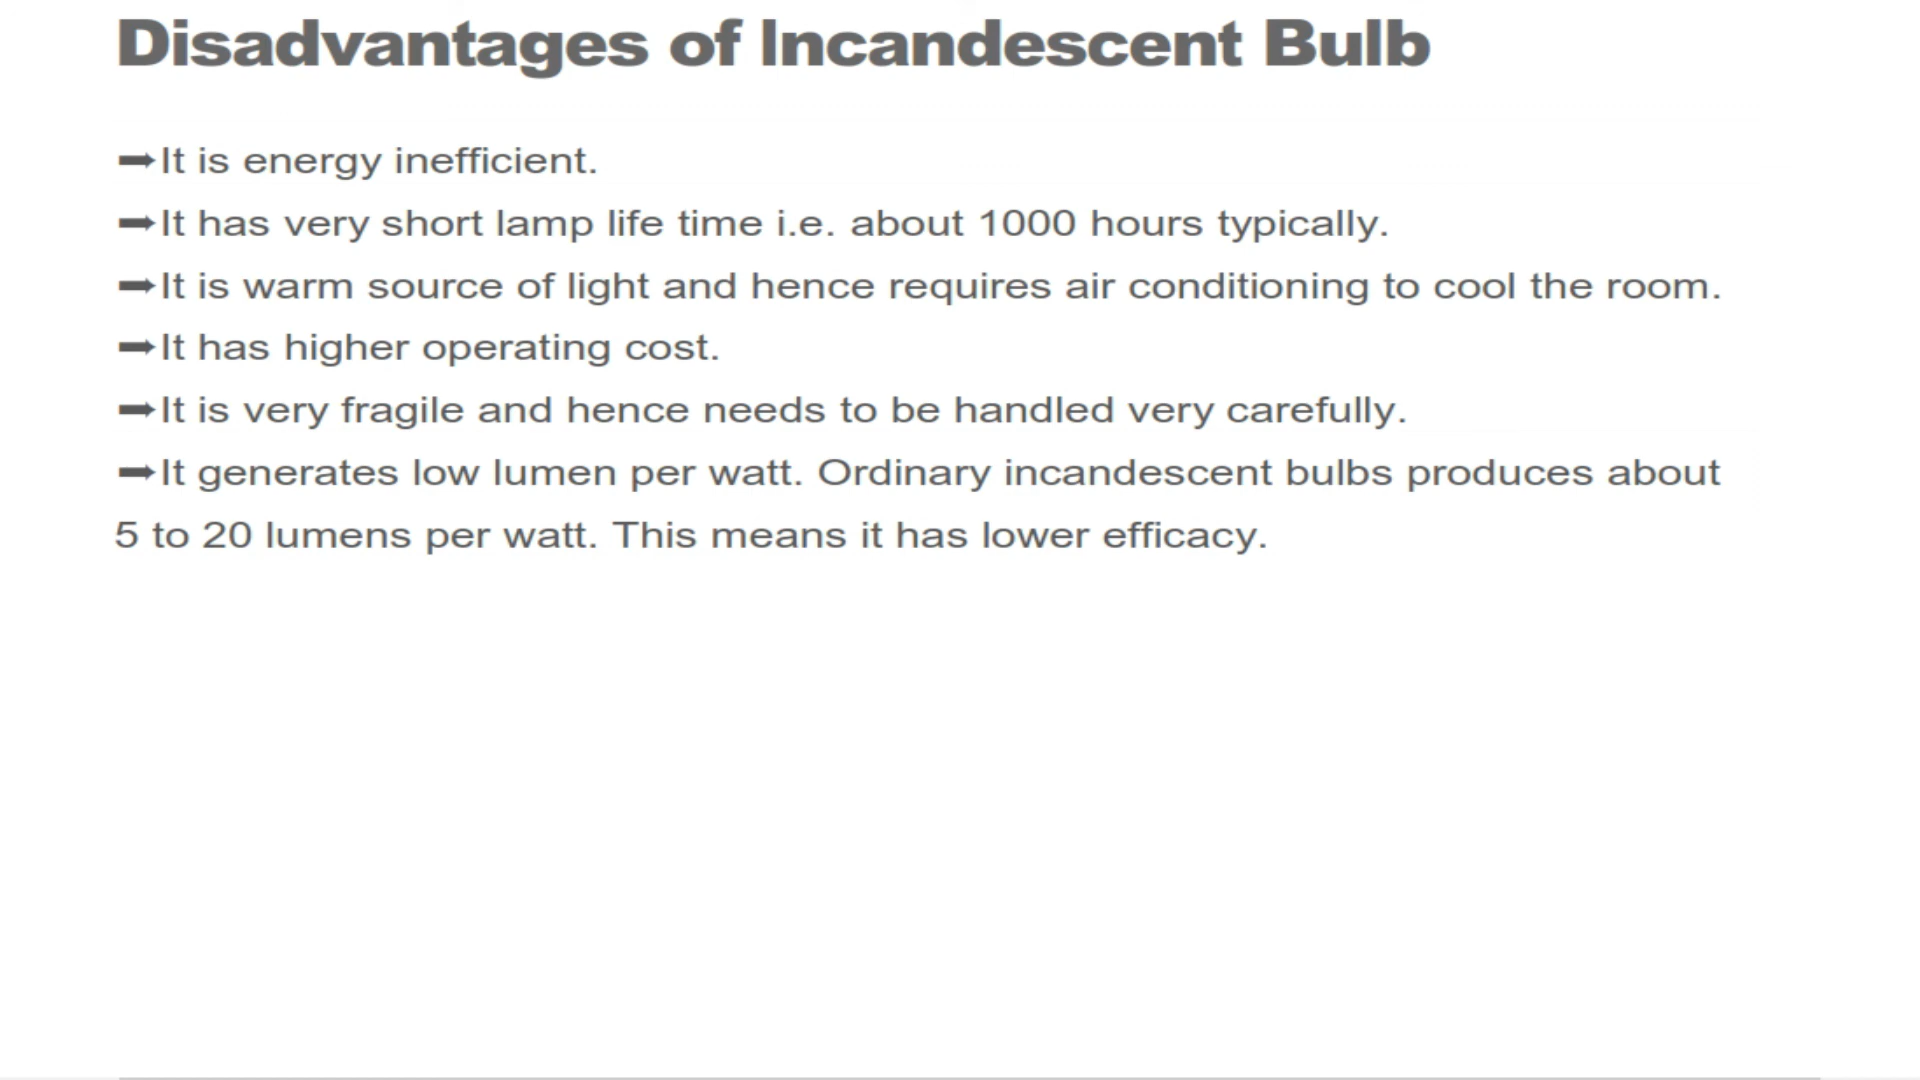 Disadvantages of Incandescent Bulb
➡It is energy inefficient.
➡It has very short lamp life time i.e. about 1000 hours typically.
➡It is warm source of light and hence requires air conditioning to cool the room.
➡It has higher operating cost.
➡It is very fragile and hence needs to be handled very carefully.
➡It generates low lumen per watt. Ordinary incandescent bulbs produces about
5 to 20 lumens per watt. This means it has lower efficacy.